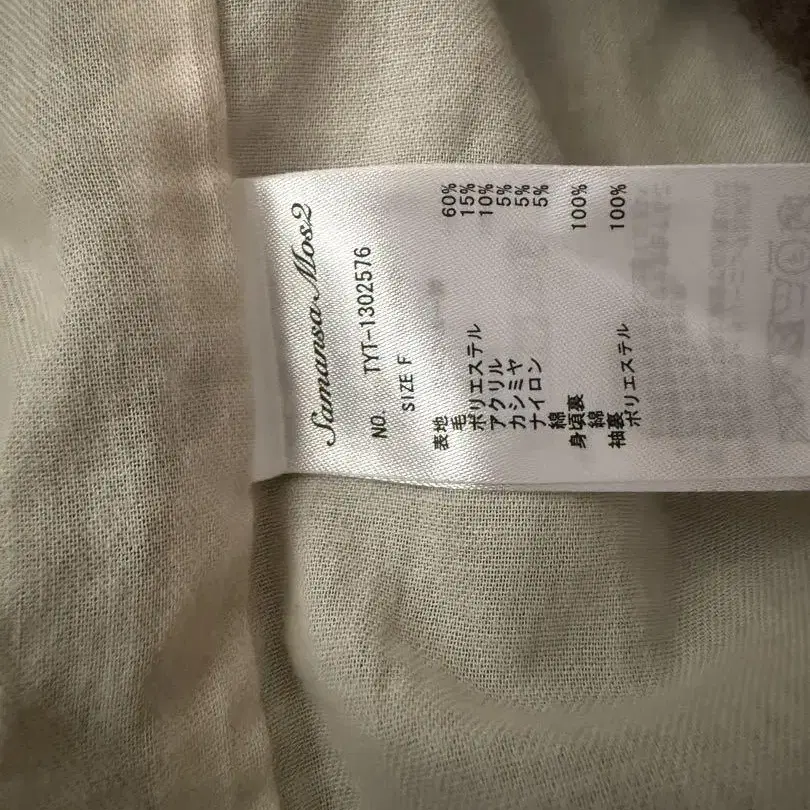 Samansa Mos2
NO. TYT-1302576
SIZE F
表地
毛 60%
ポリエステル 15%
アクリル 10%
カシミヤ 5%
ナイロン 5%
綿 5%
身頃裏
綿 100%
袖裏
ポリエステル 100%